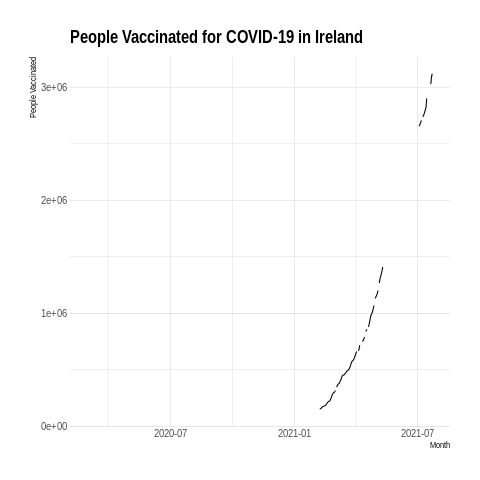 People Vaccinated for COVID-19 in Ireland
People Vaccinated
3e+06
2e+06
1e+06
0e+00
2020-07
2021-01
2021-07
Month